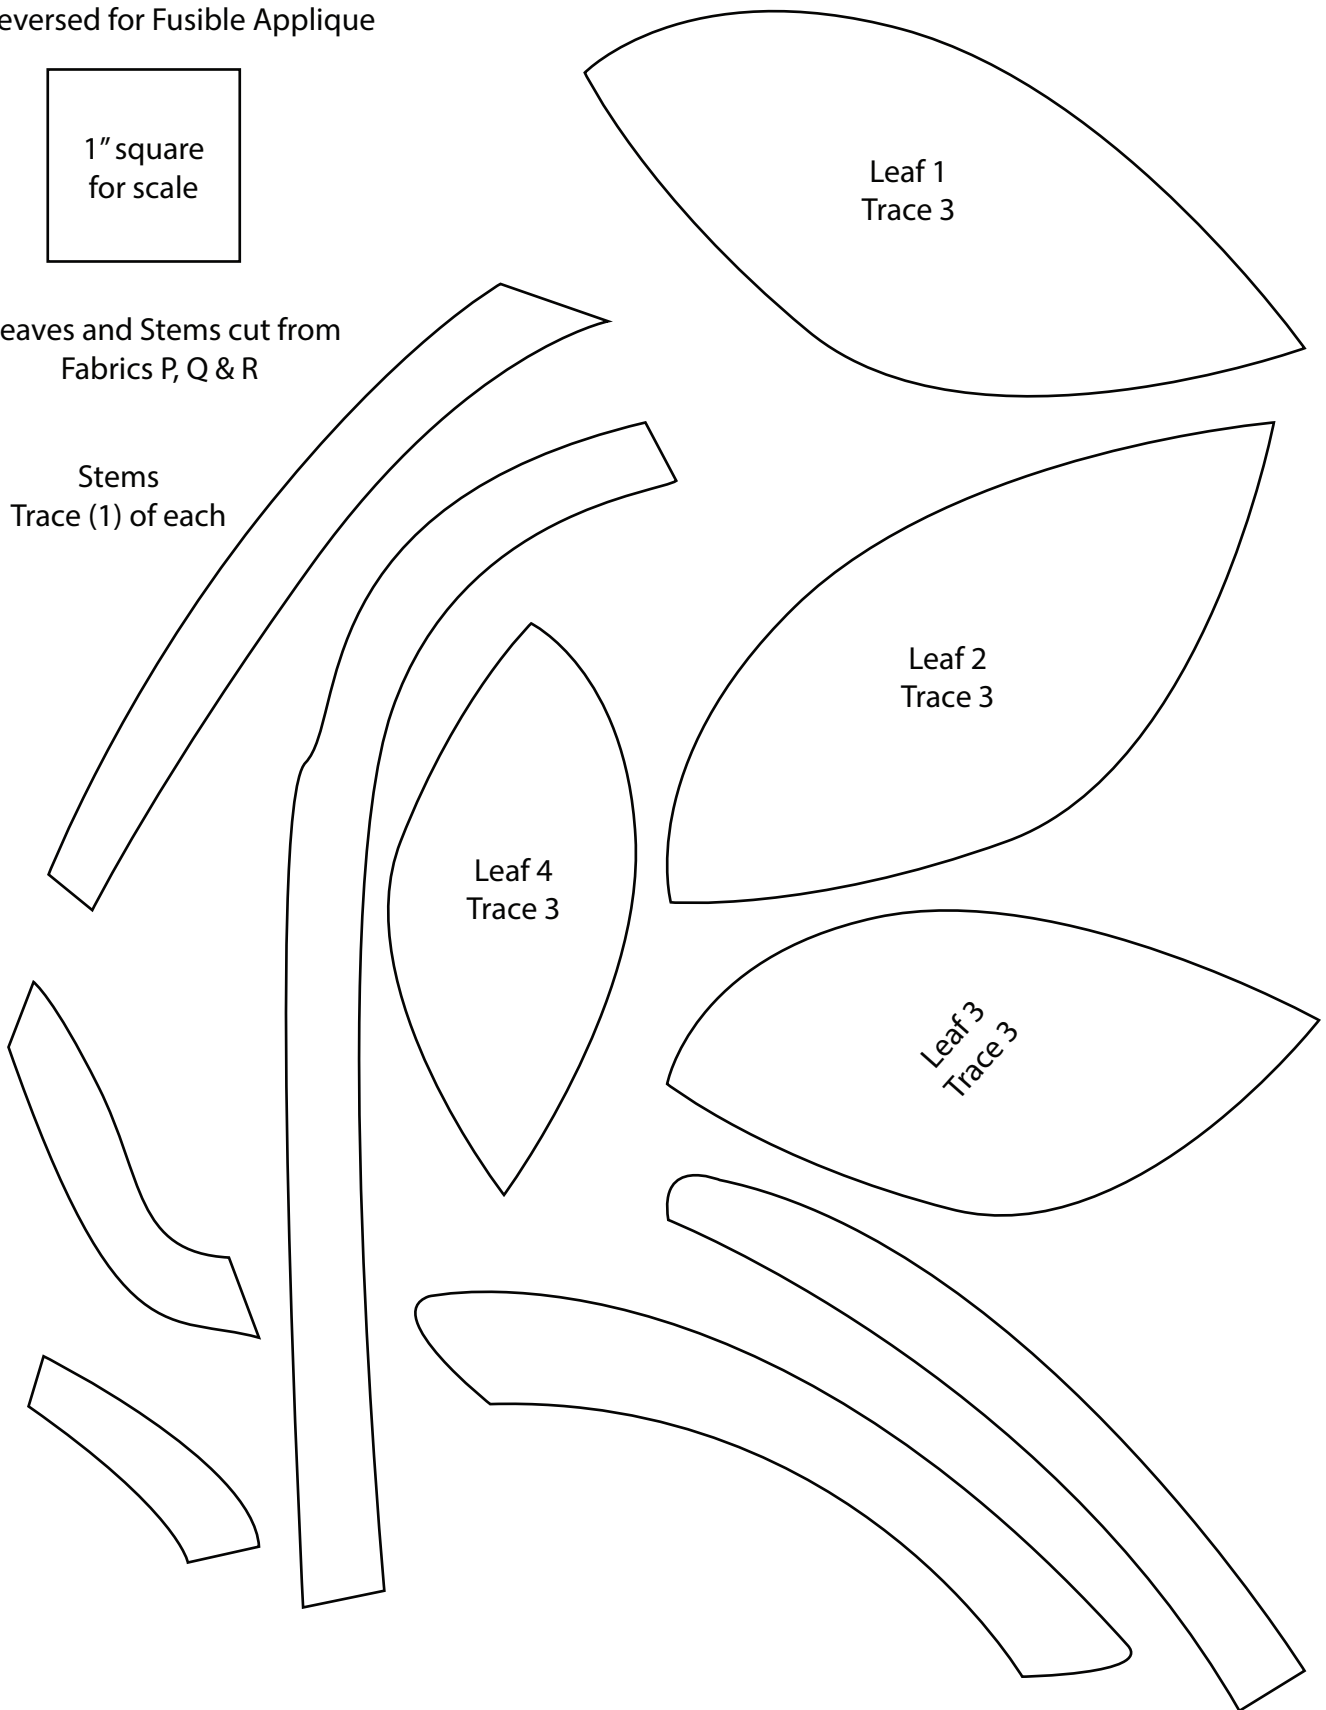 eversed for Fusible Applique
1” square
for scale
Leaf 1
Trace 3
eaves and Stems cut from
Fabrics P, Q & R
Stems
Trace (1) of each
Leaf 2
Trace 3
Leaf 4
Trace 3
Leaf 3
Trace 3